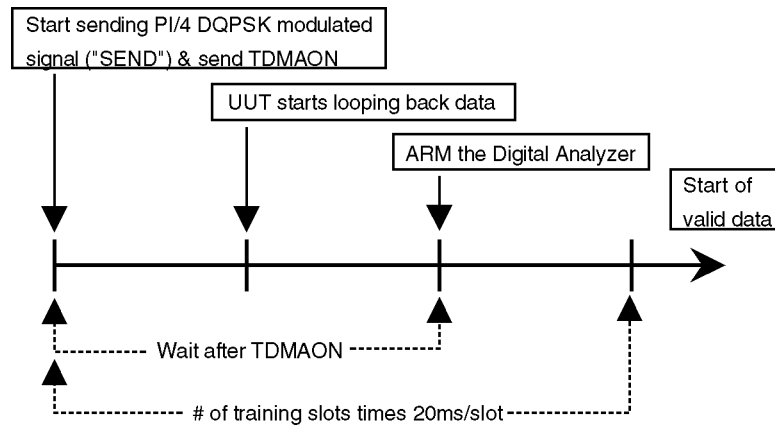 Start sending PI/4 DQPSK modulated
signal ("SEND") & send TDMAON
UUT starts looping back data
ARM the Digital Analyzer
Start of
valid data
Wait after TDMAON
# of training slots times 20ms/slot